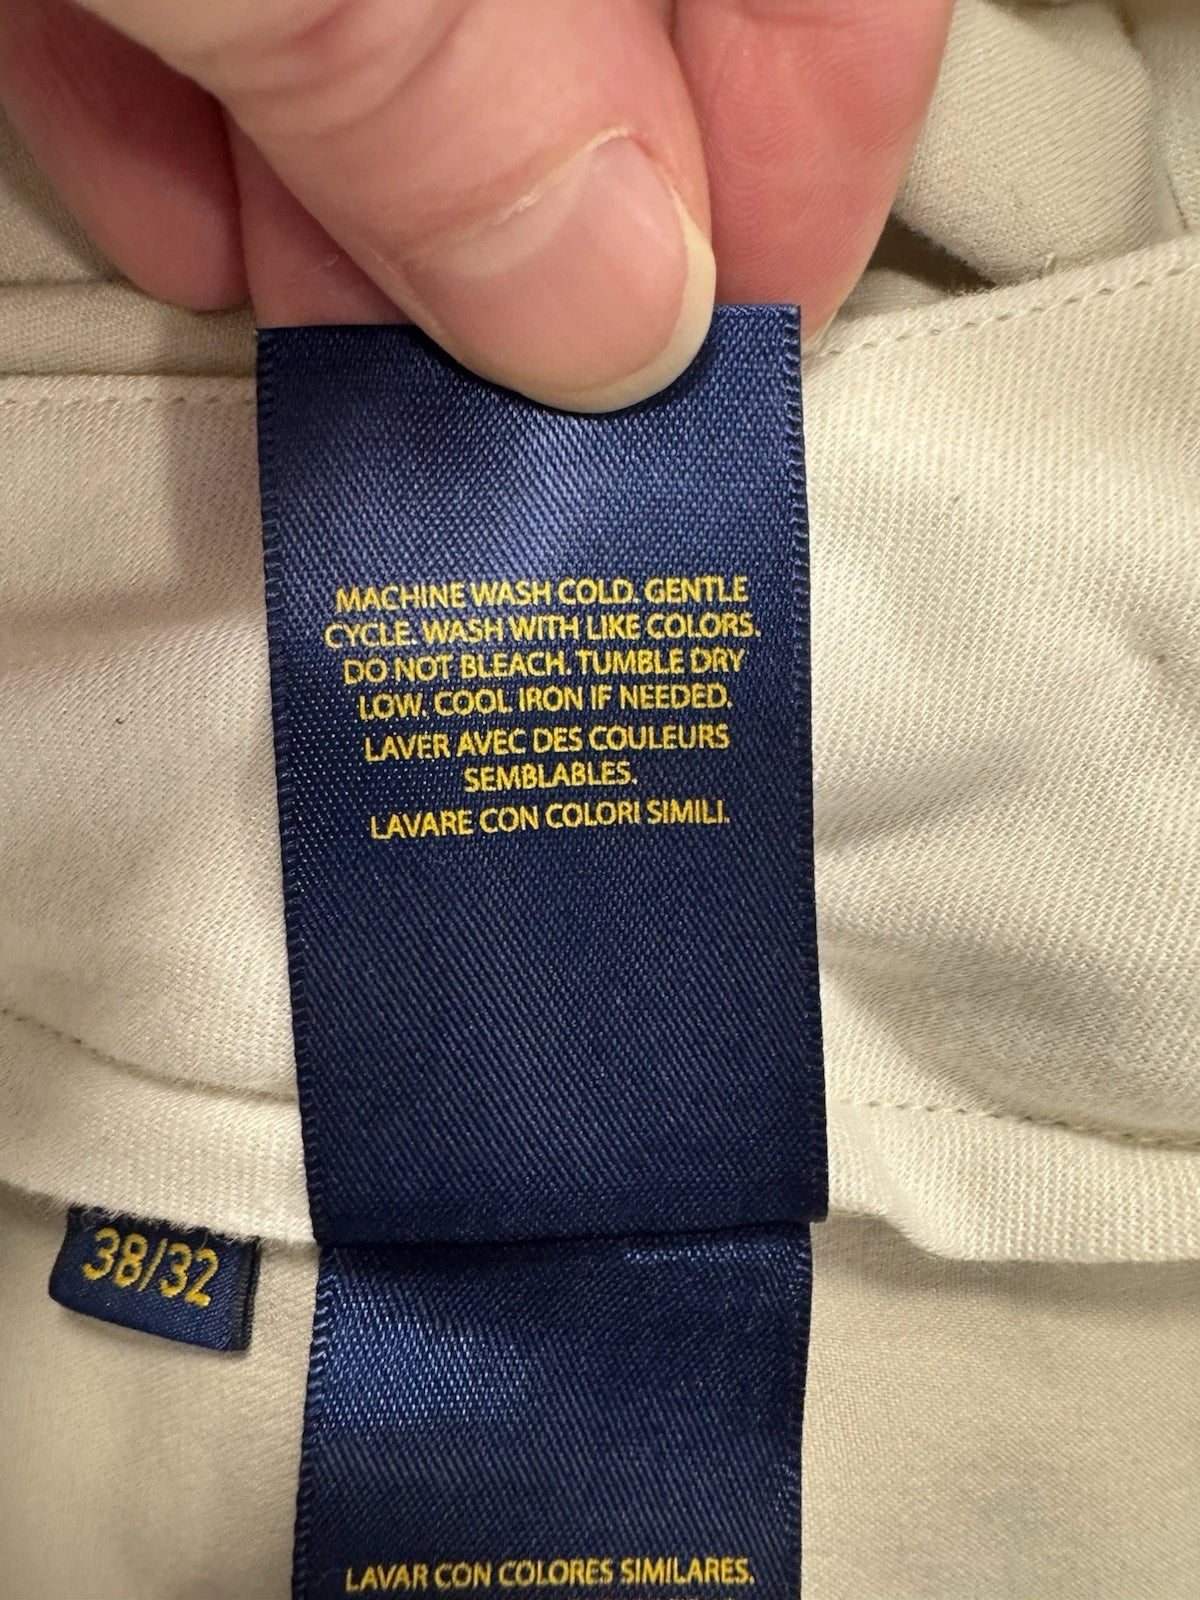 MACHINE WASH COLD. GENTLE
CYCLE. WASH WITH LIKE COLORS.
DO NOT BLEACH. TUMBLE DRY
LOW. COOL IRON IF NEEDED.
LAVER AVEC DES COULEURS
SEMBLABLES.
LAVARE CON COLORI SIMILI.
38/32
LAVAR CON COLORES SIMILARES.